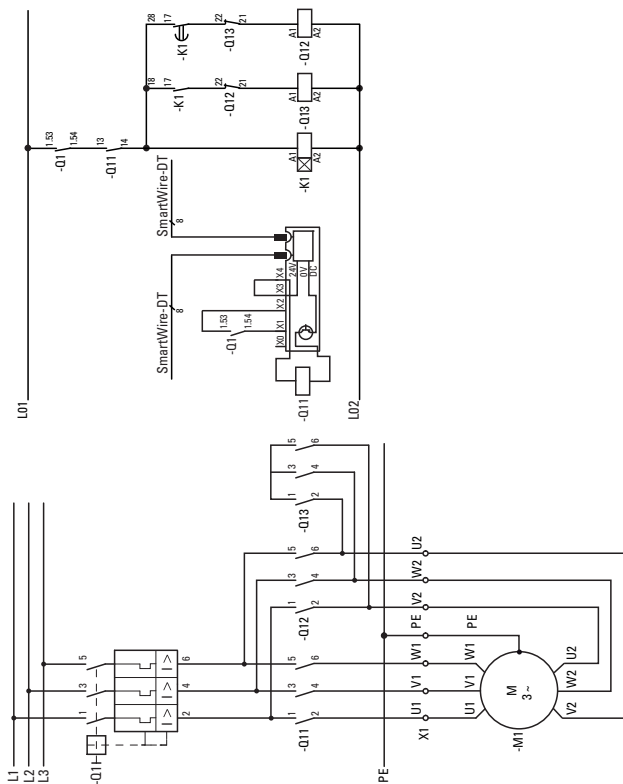 L01
-Q1
1.53
1.54
-Q11
13
14
-K1
17
18
-K1
17
28
-Q12
21
22
-Q13
21
22
-K1
A1
A2
-Q13
A1
A2
-Q12
A1
A2
SmartWire-DT
8
SmartWire-DT
8
-Q1
1.53
1.54
X0
X1
X2
X3
X4
24V
0V
DC
-Q11
L02
L1
L2
L3
-Q1
1
3
5
I>
I>
I>
2
4
6
-Q11
1
3
5
2
4
6
-Q12
1
3
5
2
4
6
-Q13
1
3
5
2
4
6
PE
X1
U1
V1
W1
PE
V2
W2
U2
U1
V1
W1
PE
-M1
M
3 ~
V2
W2
U2